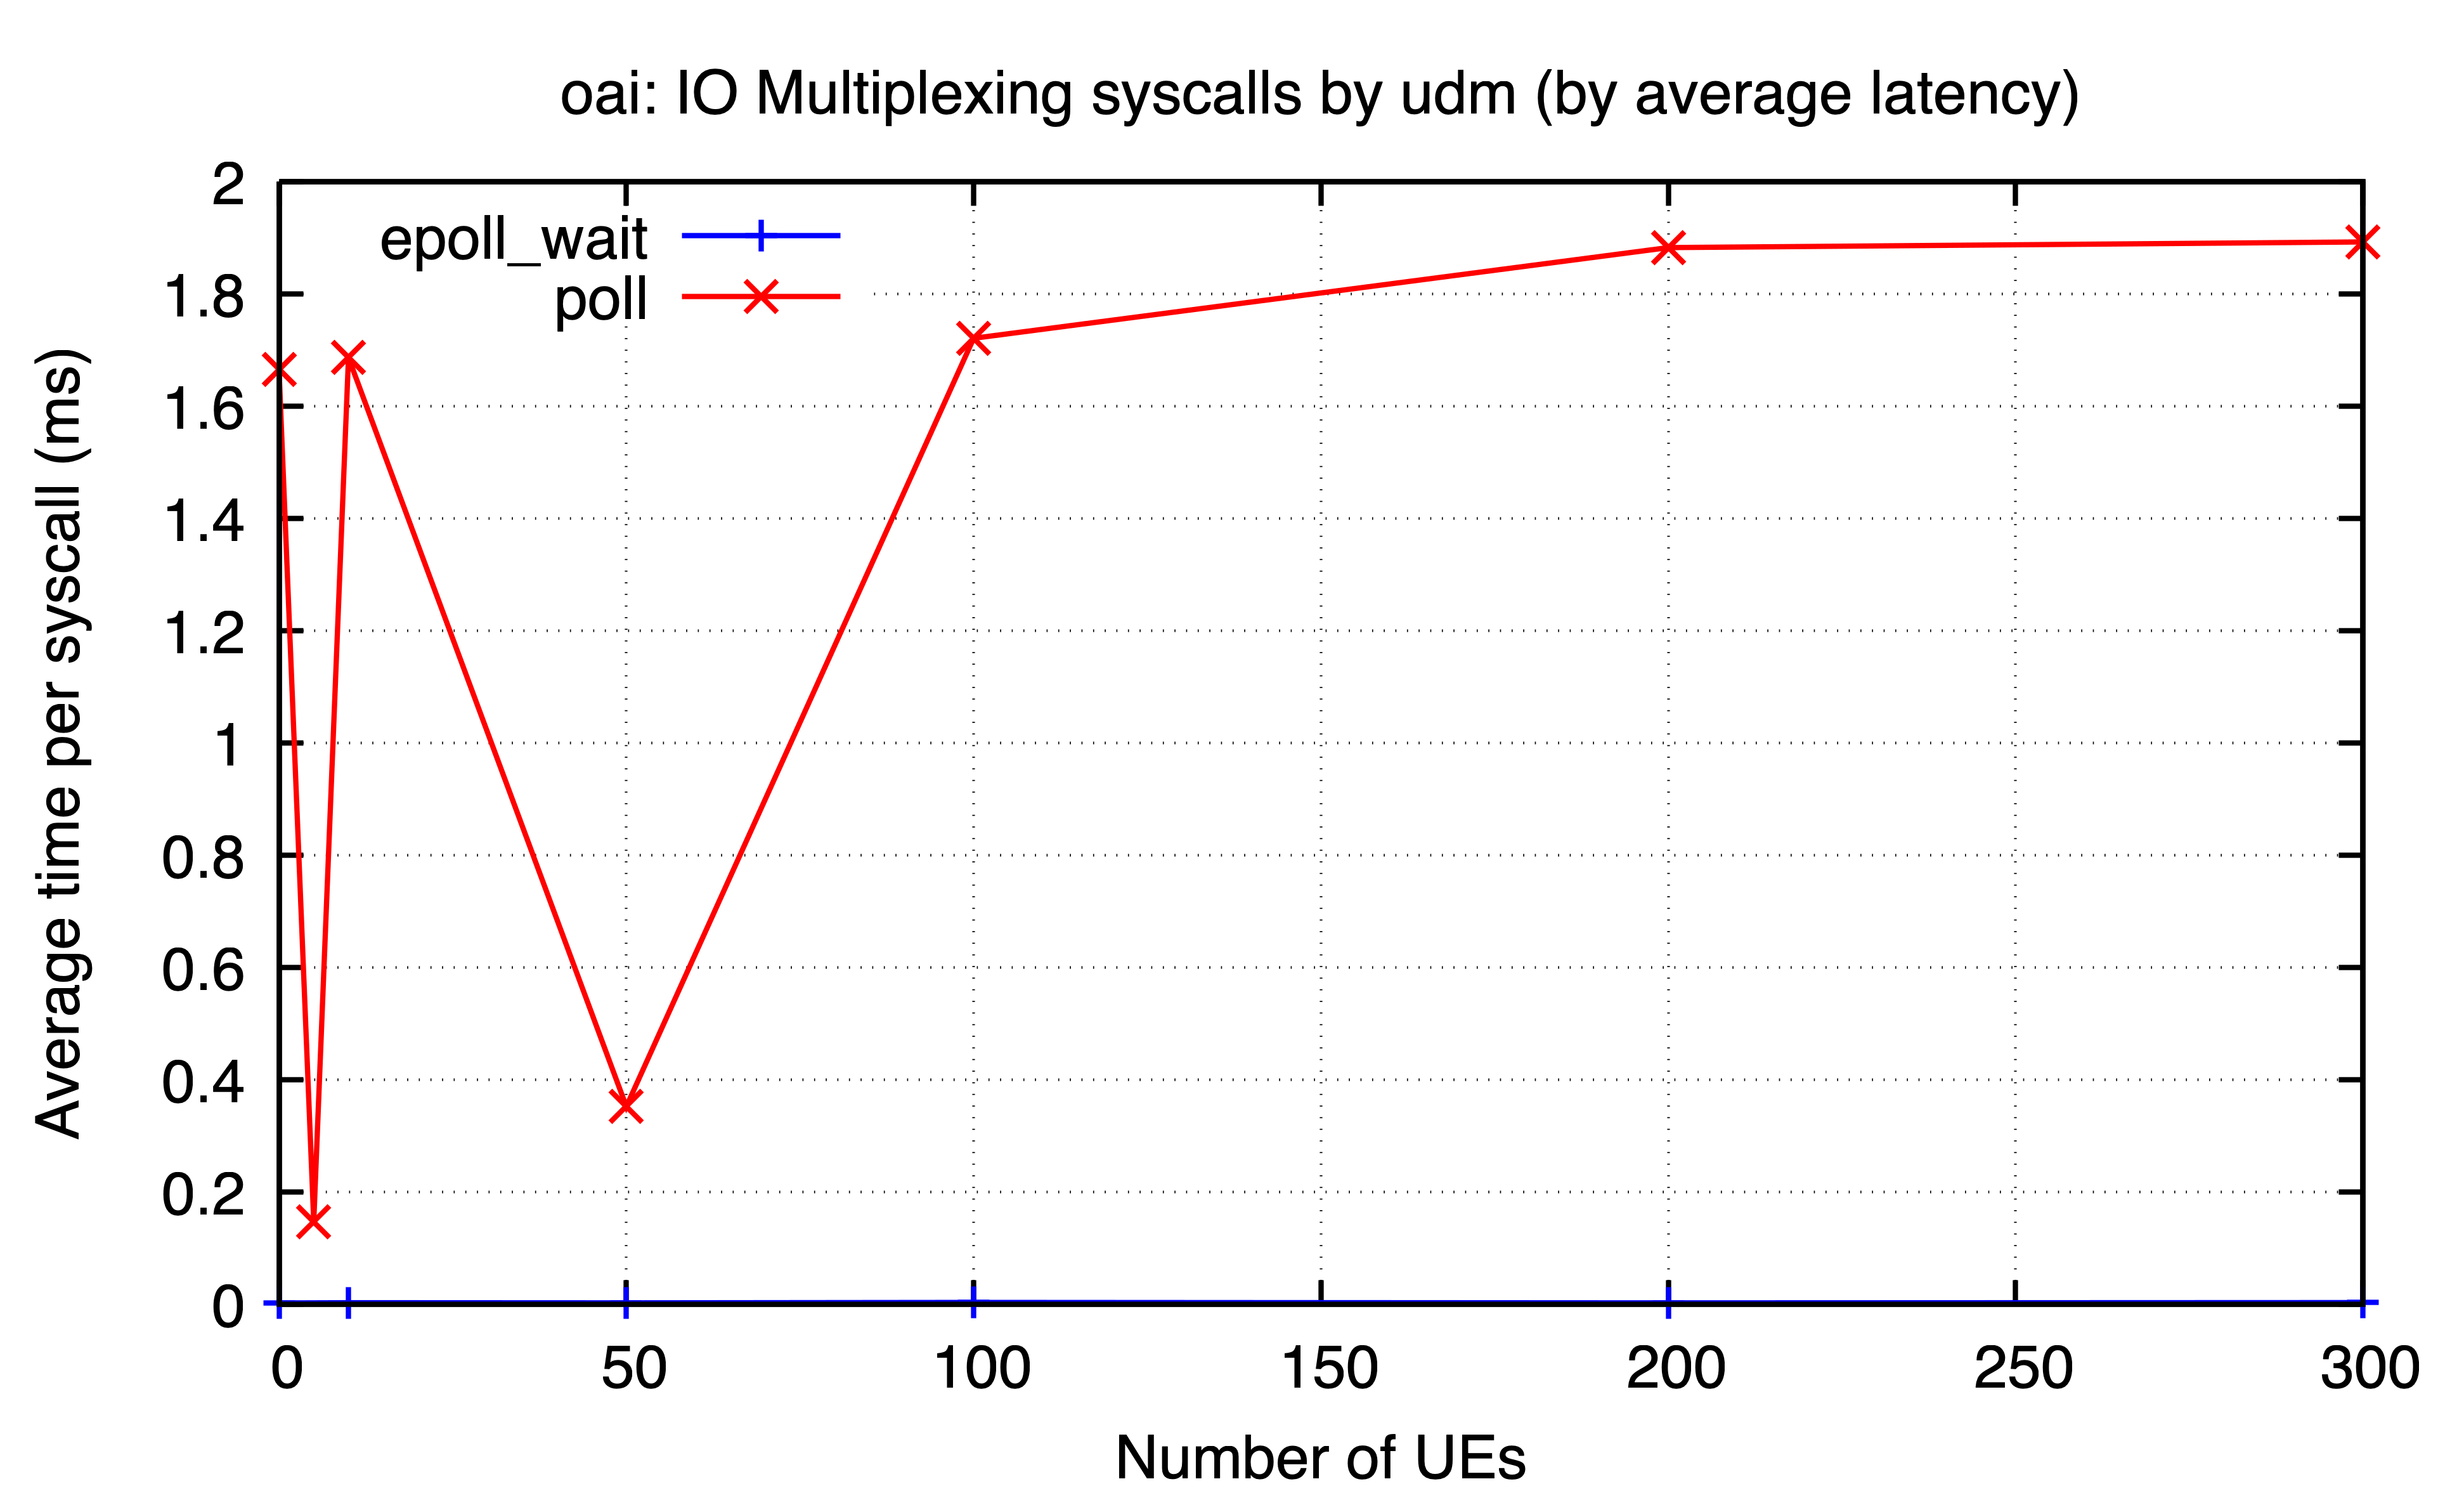 oai: IO Multiplexing syscalls by udm (by average latency)
epoll_wait
poll
Average time per syscall (ms)
2
1.8
1.6
1.4
1.2
1
0.8
0.6
0.4
0.2
0
0 50 100 150 200 250 300
Number of UEs